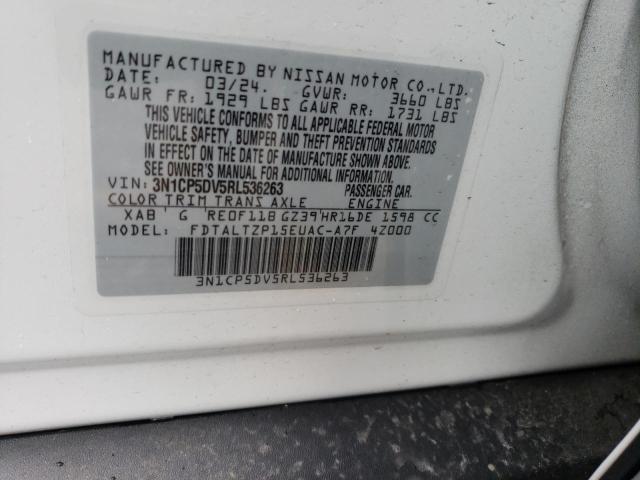 MANUFACTURED BY NISSAN MOTOR CO.,LTD.
DATE: 03/24. GVWR: 3660 LBS
GAWR FR: 1929 LBS GAWR RR: 1731 LBS
THIS VEHICLE CONFORMS TO ALL APPLICABLE FEDERAL MOTOR
VEHICLE SAFETY, BUMPER AND THEFT PREVENTION STANDARDS
IN EFFECT ON THE DATE OF MANUFACTURE SHOWN ABOVE.
SEE OWNER'S MANUAL FOR ADDITIONAL INFORMATION.
VIN: 3N1CP5DV5RL536263 PASSENGER CAR.
COLOR TRIM TRANS AXLE ENGINE
XAB G RE0F11B GZ39 HR16DE 1598 CC
MODEL: FDTALTZP15EUAC-A7F 4Z000
3N1CP5DV5RL536263